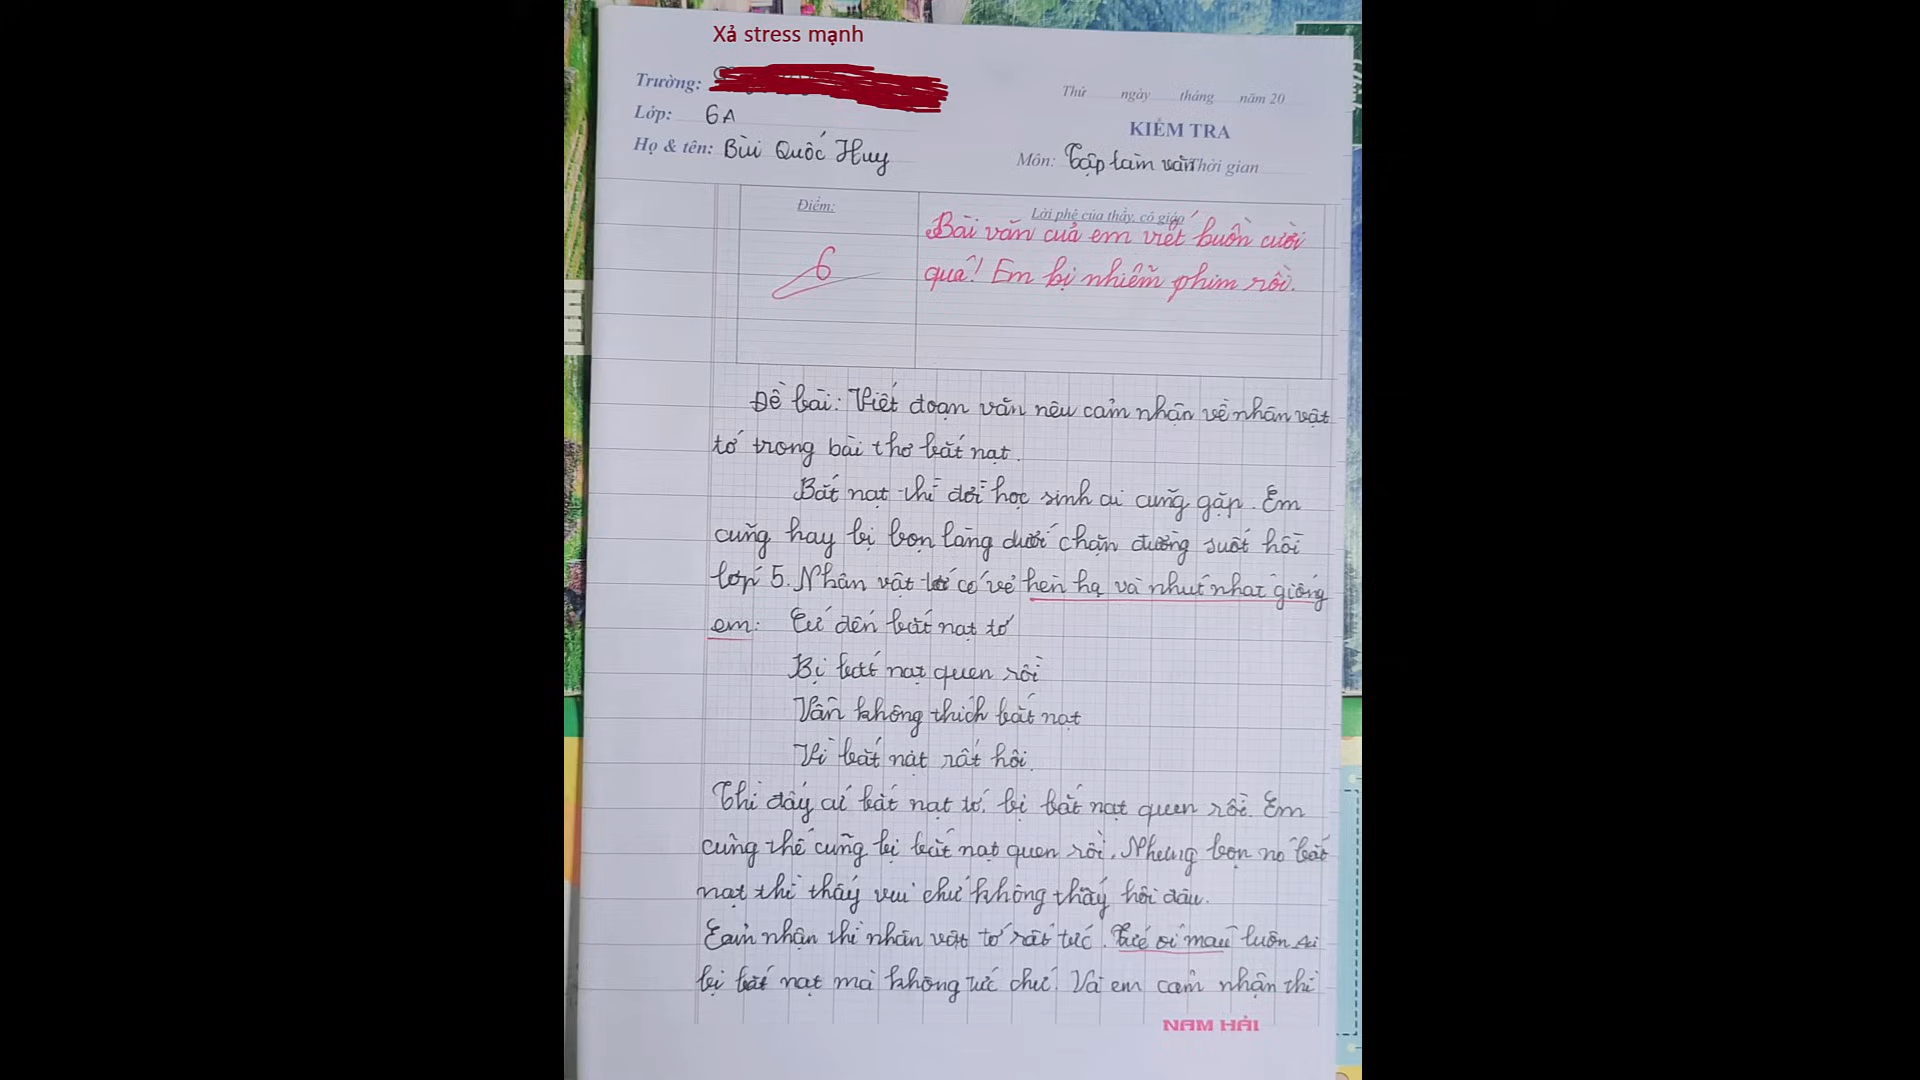 Xả stress mạnh
Trường:
Thứ ngày tháng năm 20
Lớp: 6A
KIỂM TRA
Họ & tên: Bùi Quốc Huy
Môn: Tập làm văn Thời gian
Điểm:
Lời phê của thầy, cô giáo
6
Bài văn của em viết buồn cười
quá! Em bị nhiễm phim rồi.
Đề bài: Viết đoạn văn nêu cảm nhận về nhân vật
tớ trong bài thơ bắt nạt.
Bắt nạt thì đời học sinh ai cũng gặp. Em
cũng hay bị bọn làng dưới chặn đường suốt hồi
lớp 5. Nhân vật tớ có vẻ hèn hạ và nhút nhát giống
em: Cứ đến bắt nạt tớ
Bị bắt nạt quen rồi
Vẫn không thích bắt nạt
Vì bắt nạt rất hôi.
Thì đấy cứ bắt nạt tớ, bị bắt nạt quen rồi. Em
cũng thế cũng bị bắt nạt quen rồi. Nhưng bọn nó bắt
nạt thì thấy vui chứ không thấy hôi đâu.
Cảm nhận thì nhân vật tớ rất tức. Tức ói máu luôn. Ai
bị bắt nạt mà không tức chứ. Và em cảm nhận thì
NAM HẢI